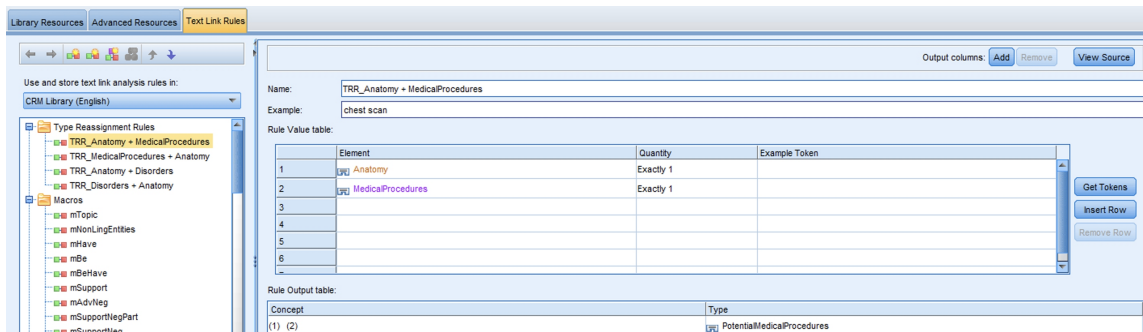 Library Resources Advanced Resources Text Link Rules
Output columns: Add Remove View Source
Use and store text link analysis rules in:
CRM Library (English)
Type Reassignment Rules
TRR_Anatomy + MedicalProcedures
TRR_MedicalProcedures + Anatomy
TRR_Anatomy + Disorders
TRR_Disorders + Anatomy
Macros
mTopic
mNonLingEntities
mHave
mBe
mBeHave
mSupport
mAdvNeg
mSupportNegPart
mSupportNeg
Name: TRR_Anatomy + MedicalProcedures
Example: chest scan
Rule Value table:
Element Quantity Example Token
1 Anatomy Exactly 1
2 MedicalProcedures Exactly 1
3
4
5
6
Get Tokens
Insert Row
Remove Row
Rule Output table:
Concept Type
(1) (2) PotentialMedicalProcedures